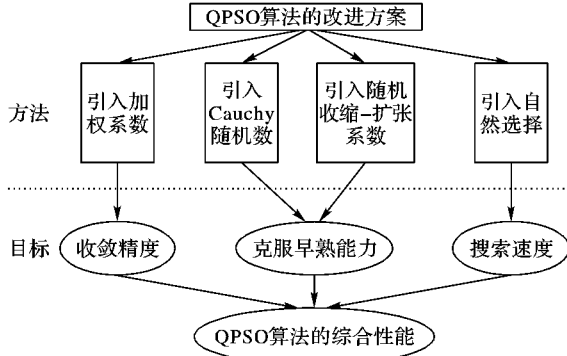 QPSO算法的改进方案
方法
引入加
权系数
引入
Cauchy
随机数
引入随机
收缩-扩张
系数
引入自
然选择
目标
收敛精度
克服早熟能力
搜索速度
QPSO算法的综合性能